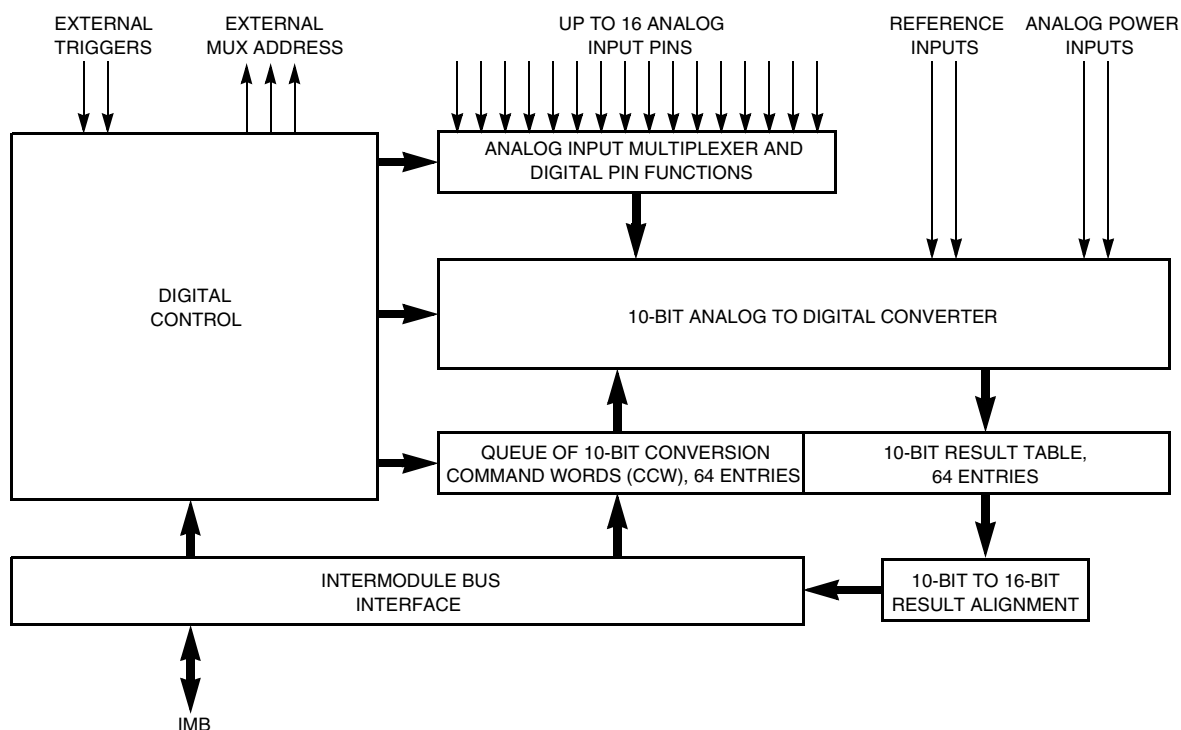 EXTERNAL
TRIGGERS
EXTERNAL
MUX ADDRESS
UP TO 16 ANALOG
INPUT PINS
REFERENCE
INPUTS
ANALOG POWER
INPUTS
ANALOG INPUT MULTIPLEXER AND
DIGITAL PIN FUNCTIONS
DIGITAL
CONTROL
10-BIT ANALOG TO DIGITAL CONVERTER
QUEUE OF 10-BIT CONVERSION
COMMAND WORDS (CCW), 64 ENTRIES
10-BIT RESULT TABLE,
64 ENTRIES
INTERMODULE BUS
INTERFACE
10-BIT TO 16-BIT
RESULT ALIGNMENT
IMB